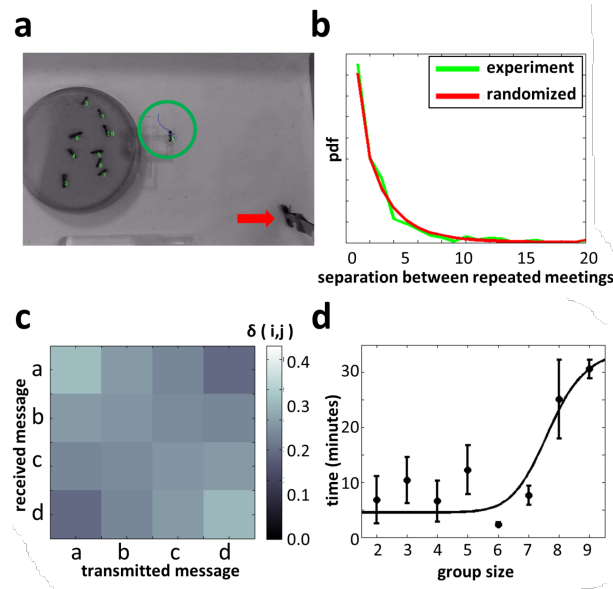 a
b
experiment
randomized
pdf
0 5 10 15 20
separation between repeated meetings
c
δ ( i,j )
0.4
0.3
0.2
0.1
0.0
received message
a
b
c
d
a b c d
transmitted message
d
time (minutes)
30
20
10
0
2 3 4 5 6 7 8 9
group size